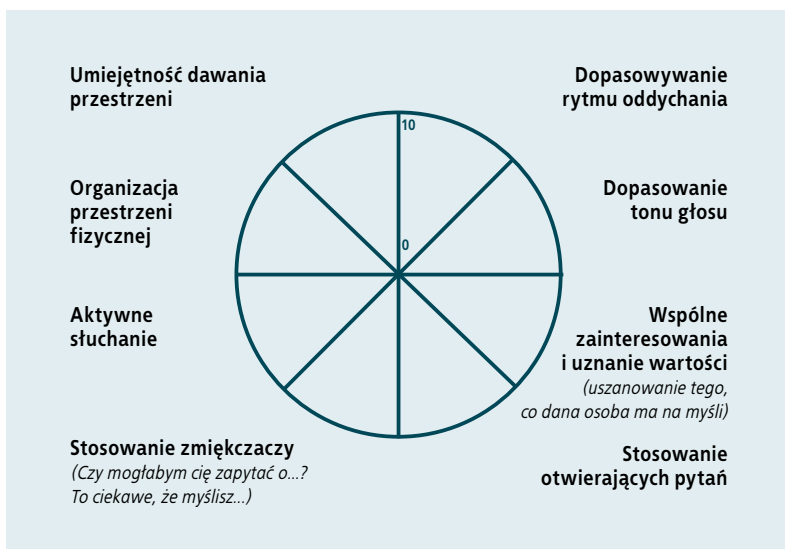 Umiejętność dawania
przestrzeni
Dopasowywanie
rytmu oddychania
10
Organizacja
przestrzeni
fizycznej
Dopasowanie
tonu głosu
0
Aktywne
słuchanie
Wspólne
zainteresowania
i uznanie wartości
(uszanowanie tego,
co dana osoba ma na myśli)
Stosowanie zmiękczaczy
(Czy mogłabym cię zapytać o...?
To ciekawe, że myślisz...)
Stosowanie
otwierających pytań